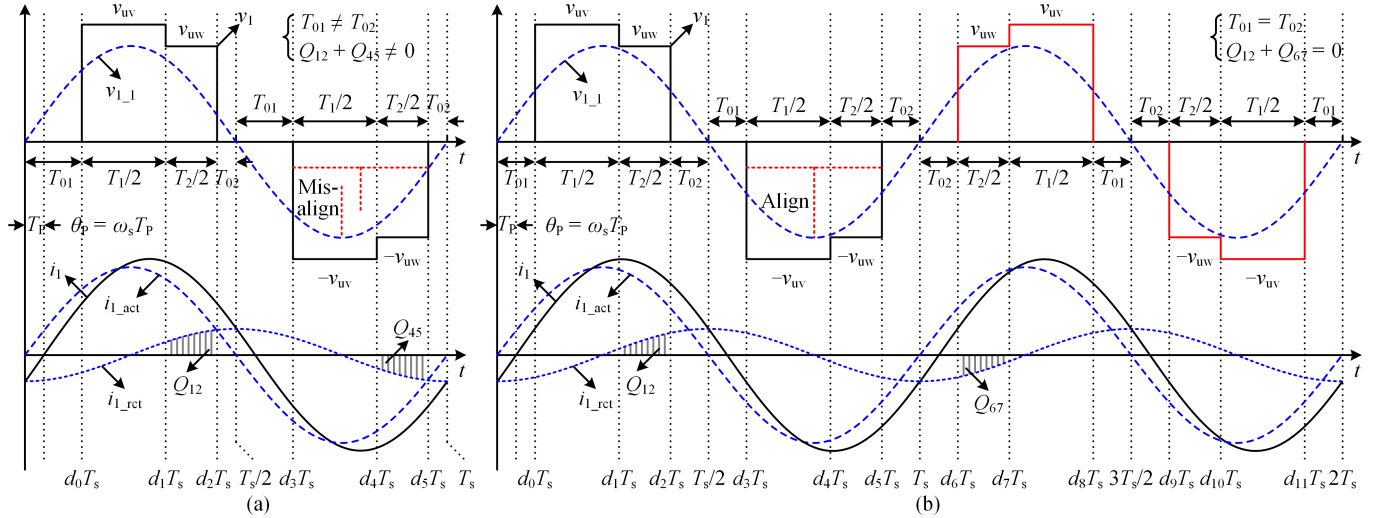 v_uv
v_uw
v_1
{ T_01 ≠ T_02
Q_12 + Q_45 ≠ 0
v_1_1
T_01 T_1/2 T_2/2 T_02
t
T_01 T_1/2 T_2/2 T_02
Mis-
align
T_P θ_P = ω_sT_P
−v_uw
−v_uv
i_1
i_1_act
Q_45
t
Q_12
i_1_rct
d_0T_s d_1T_s d_2T_s T_s/2 d_3T_s d_4T_s d_5T_s T_s
(a)
v_uv
v_uw
v_1
v_uv
v_uw
{ T_01 = T_02
Q_12 + Q_67 = 0
v_1_1
T_01 T_1/2 T_2/2 T_02 T_02 T_2/2 T_1/2 T_01
t
T_01 T_1/2 T_2/2 T_02 T_02 T_2/2 T_1/2 T_01
Align
T_P θ_P = ω_sT_P
−v_uw
−v_uv
−v_uw
−v_uv
i_1
i_1_act
t
Q_12
i_1_rct
Q_67
d_0T_s d_1T_s d_2T_s T_s/2 d_3T_s d_4T_s d_5T_s T_s d_6T_s d_7T_s d_8T_s 3T_s/2 d_9T_s d_10T_s d_11T_s 2T_s
(b)